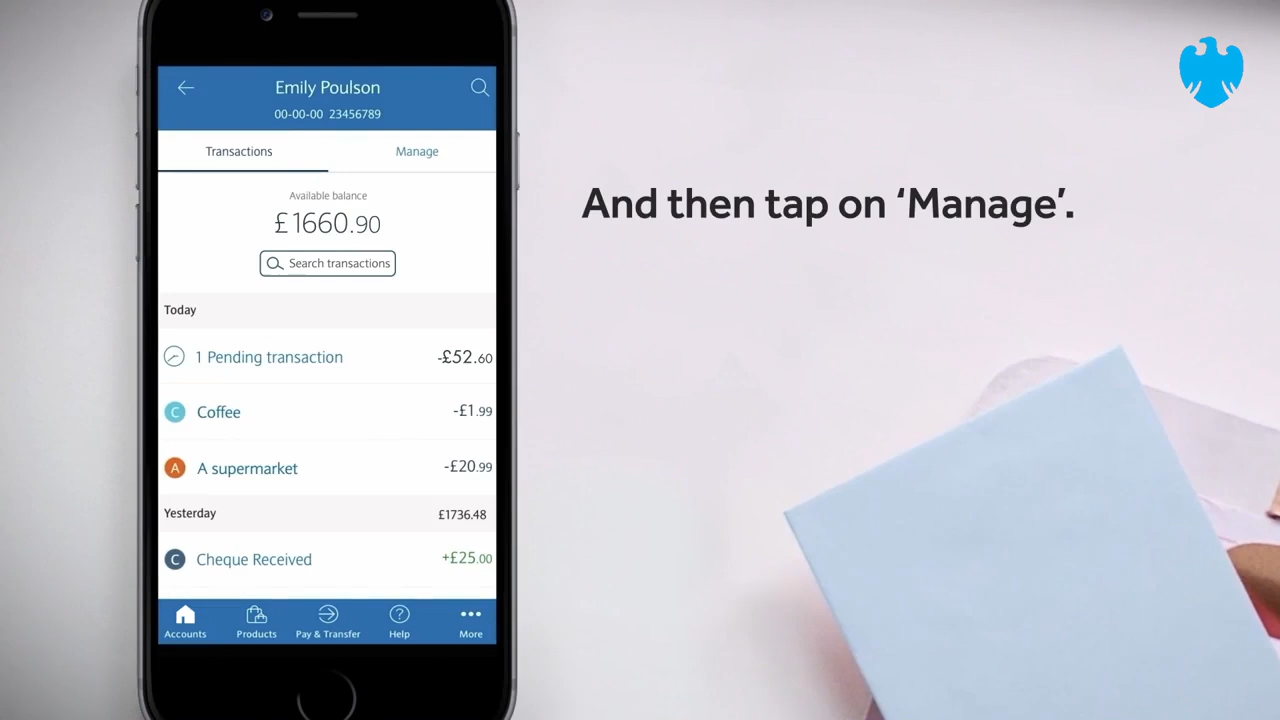 Emily Poulson
00-00-00 23456789
Transactions Manage
Available balance
£1660.90
Search transactions
Today
1 Pending transaction -£52.60
C Coffee -£1.99
A A supermarket -£20.99
Yesterday £1736.48
C Cheque Received +£25.00
Accounts Products Pay & Transfer Help More
And then tap on ‘Manage’.